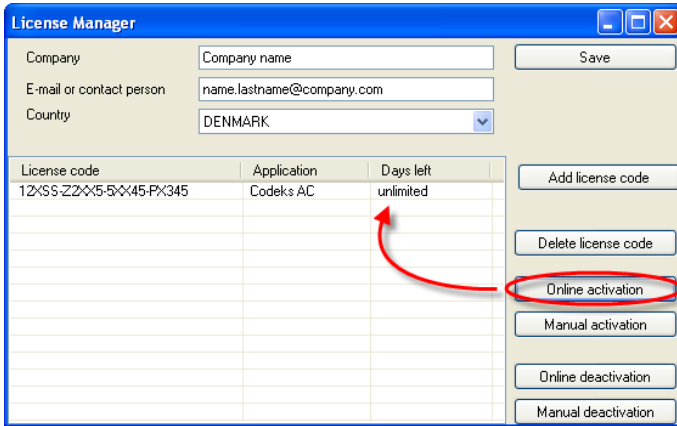 License Manager
Company
Company name
Save
E-mail or contact person
name.lastname@company.com
Country
DENMARK
License code
Application
Days left
Add license code
12XSS-Z2XX5-5XX45-PX345
Codeks AC
unlimited
Delete license code
Online activation
Manual activation
Online deactivation
Manual deactivation